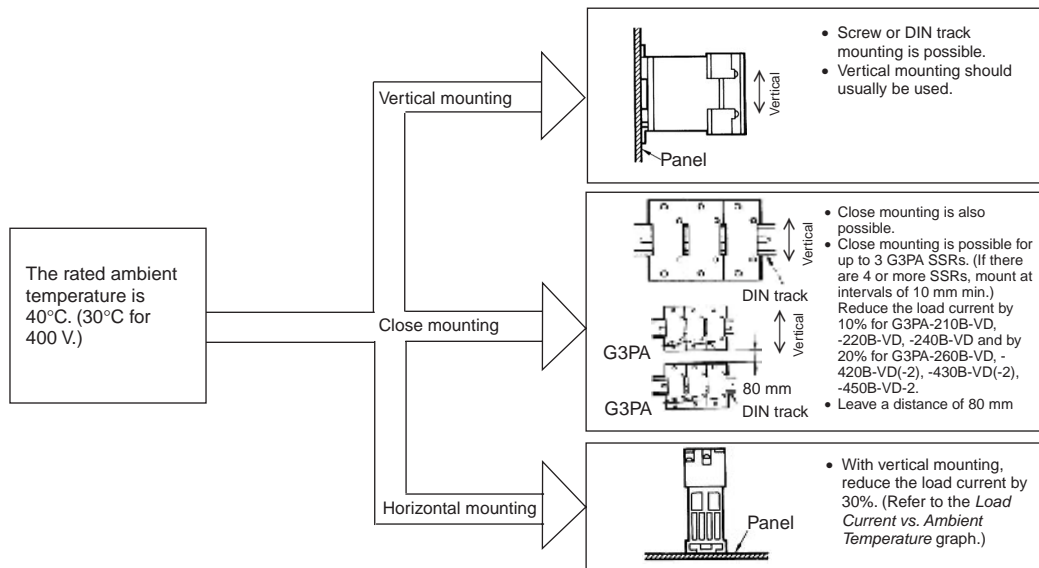 The rated ambient
temperature is
40°C. (30°C for
400 V.)
Vertical mounting
Close mounting
Horizontal mounting
Vertical
Panel
• Screw or DIN track
mounting is possible.
• Vertical mounting should
usually be used.
Vertical
DIN track
Vertical
G3PA
80 mm
G3PA
DIN track
• Close mounting is also
possible.
• Close mounting is possible for
up to 3 G3PA SSRs. (If there
are 4 or more SSRs, mount at
intervals of 10 mm min.)
Reduce the load current by
10% for G3PA-210B-VD,
-220B-VD, -240B-VD and by
20% for G3PA-260B-VD, -
420B-VD(-2), -430B-VD(-2),
-450B-VD-2.
• Leave a distance of 80 mm
Panel
• With vertical mounting,
reduce the load current by
30%. (Refer to the Load
Current vs. Ambient
Temperature graph.)